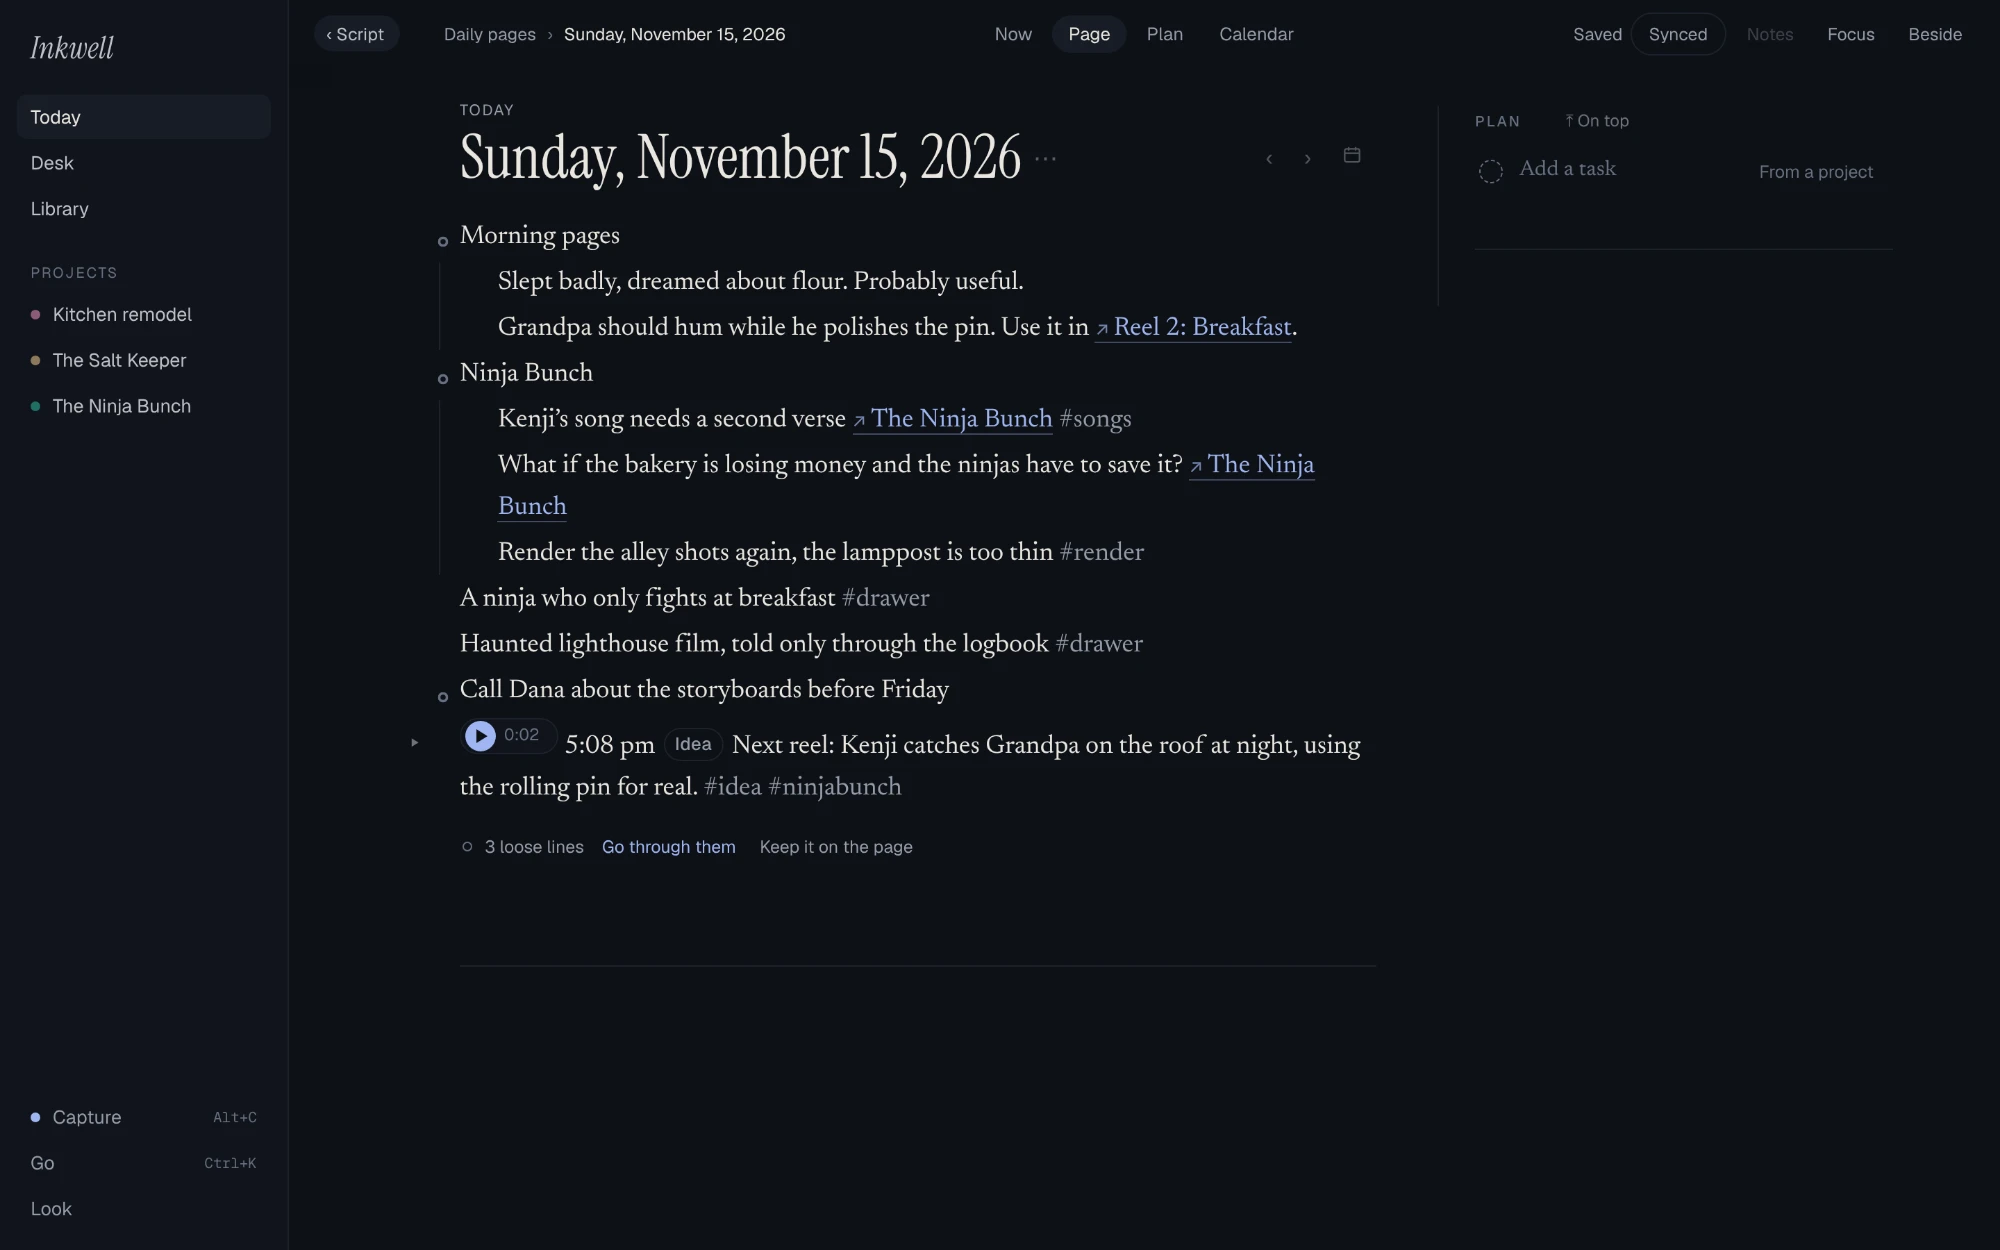 Inkwell
Today
Desk
Library
PROJECTS
Kitchen remodel
The Salt Keeper
The Ninja Bunch
Capture Alt+C
Go Ctrl+K
Look
‹ Script
Daily pages › Sunday, November 15, 2026
Now Page Plan Calendar
Saved Synced Notes Focus Beside
TODAY
Sunday, November 15, 2026 ···
Morning pages
Slept badly, dreamed about flour. Probably useful.
Grandpa should hum while he polishes the pin. Use it in ↗ Reel 2: Breakfast.
Ninja Bunch
Kenji’s song needs a second verse ↗ The Ninja Bunch #songs
What if the bakery is losing money and the ninjas have to save it? ↗ The Ninja
Bunch
Render the alley shots again, the lamppost is too thin #render
A ninja who only fights at breakfast #drawer
Haunted lighthouse film, told only through the logbook #drawer
Call Dana about the storyboards before Friday
0:02 5:08 pm Idea Next reel: Kenji catches Grandpa on the roof at night, using
the rolling pin for real. #idea #ninjabunch
3 loose lines Go through them Keep it on the page
PLAN ⤒ On top
Add a task From a project